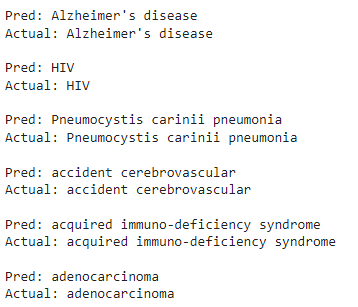 Pred: Alzheimer's disease
Actual: Alzheimer's disease
Pred: HIV
Actual: HIV
Pred: Pneumocystis carinii pneumonia
Actual: Pneumocystis carinii pneumonia
Pred: accident cerebrovascular
Actual: accident cerebrovascular
Pred: acquired immuno-deficiency syndrome
Actual: acquired immuno-deficiency syndrome
Pred: adenocarcinoma
Actual: adenocarcinoma